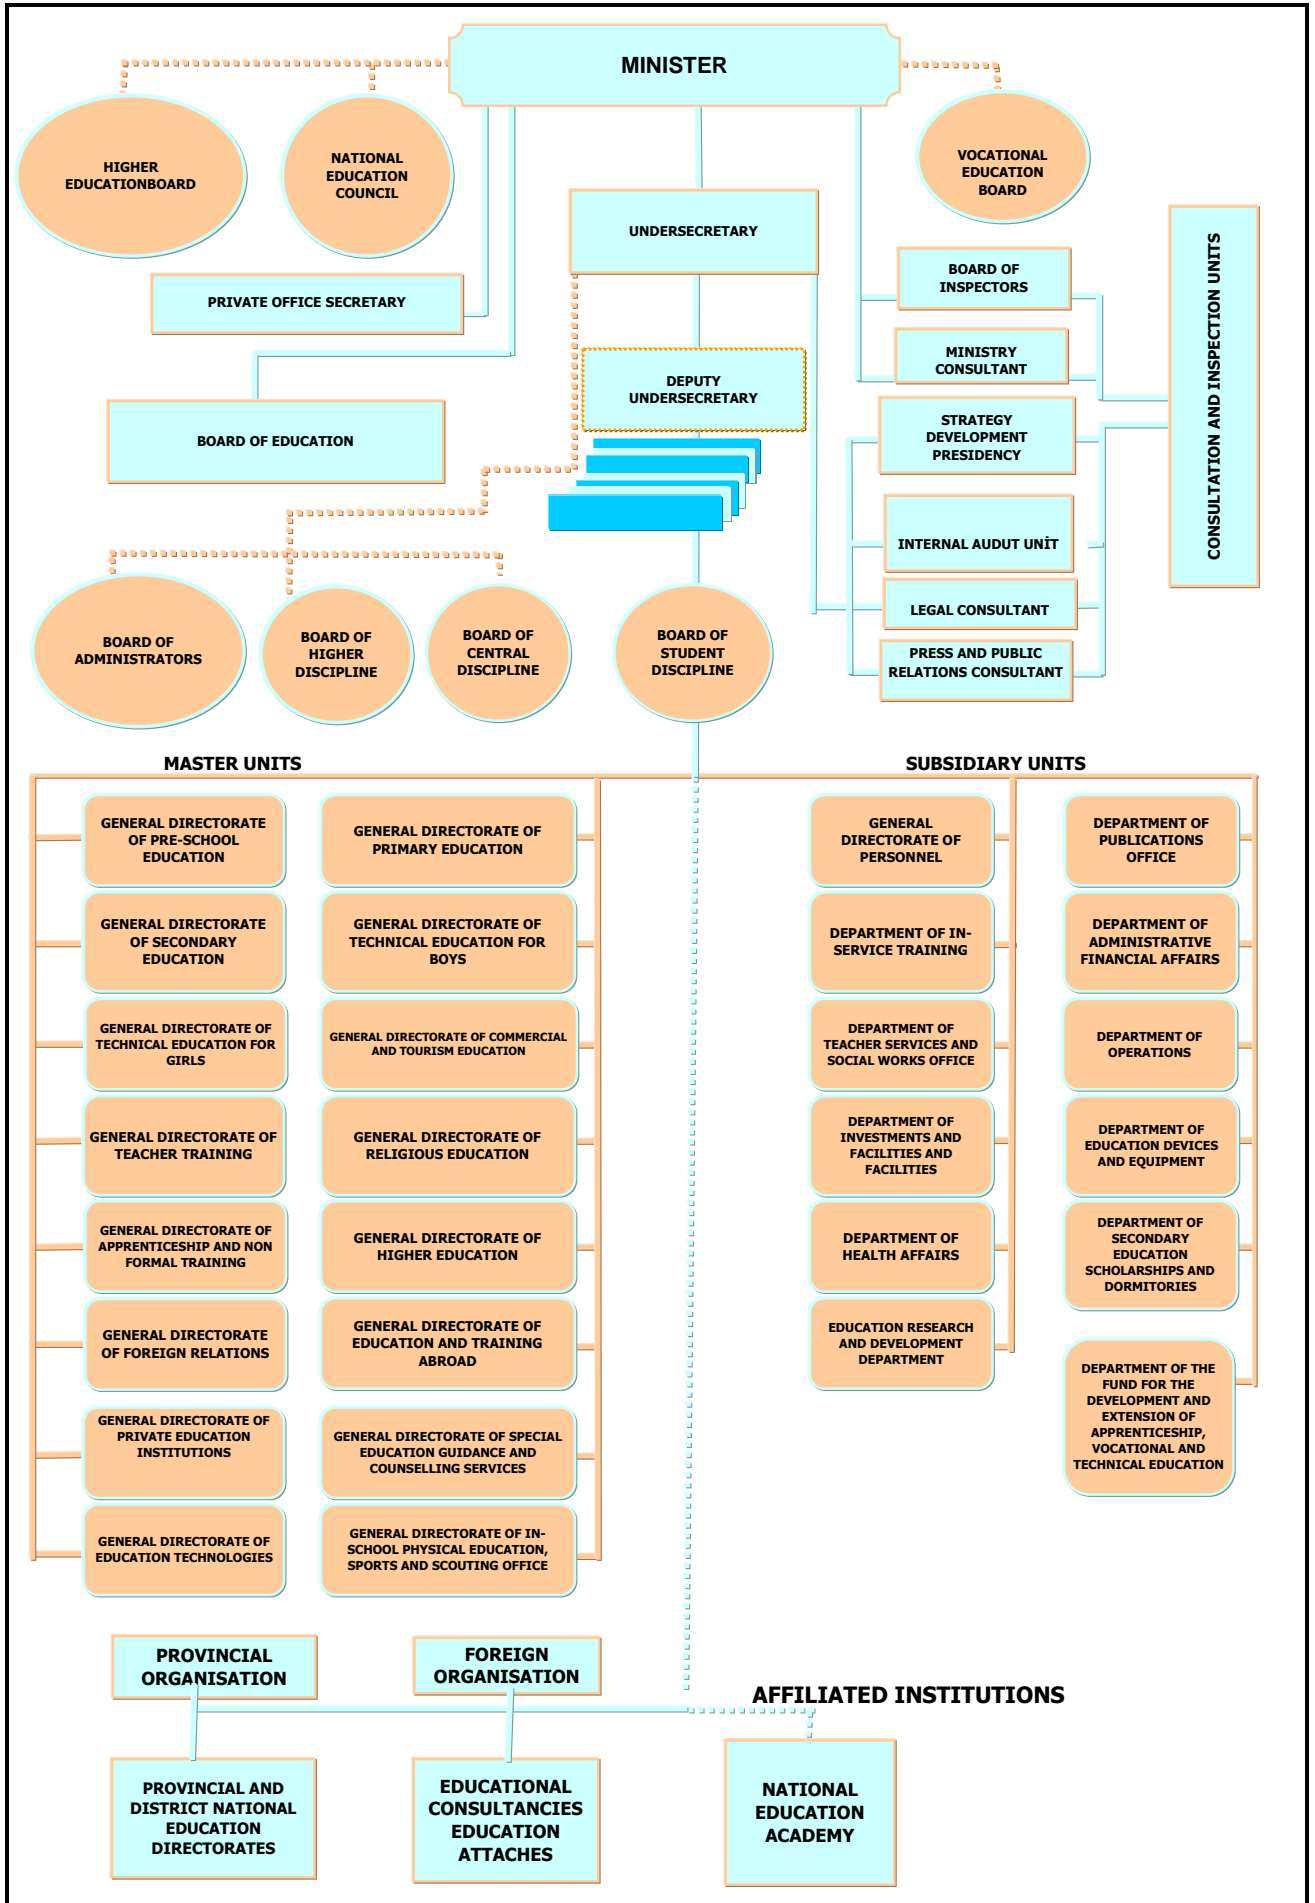 MINISTER
HIGHER
EDUCATIONBOARD
NATIONAL
EDUCATION
COUNCIL
VOCATIONAL
EDUCATION
BOARD
UNDERSECRETARY
PRIVATE OFFICE SECRETARY
BOARD OF EDUCATION
DEPUTY
UNDERSECRETARY
BOARD OF
INSPECTORS
MINISTRY
CONSULTANT
STRATEGY
DEVELOPMENT
PRESIDENCY
INTERNAL AUDUT UNİT
LEGAL CONSULTANT
PRESS AND PUBLIC
RELATIONS CONSULTANT
CONSULTATION AND INSPECTION UNITS
BOARD OF
ADMINISTRATORS
BOARD OF
HIGHER
DISCIPLINE
BOARD OF
CENTRAL
DISCIPLINE
BOARD OF
STUDENT
DISCIPLINE
MASTER UNITS
GENERAL DIRECTORATE
OF PRE-SCHOOL
EDUCATION
GENERAL DIRECTORATE OF
PRIMARY EDUCATION
GENERAL DIRECTORATE
OF SECONDARY
EDUCATION
GENERAL DIRECTORATE OF
TECHNICAL EDUCATION FOR
BOYS
GENERAL DIRECTORATE OF
TECHNICAL EDUCATION FOR
GIRLS
GENERAL DIRECTORATE OF COMMERCIAL
AND TOURISM EDUCATION
GENERAL DIRECTORATE OF
TEACHER TRAINING
GENERAL DIRECTORATE OF
RELIGIOUS EDUCATION
GENERAL DIRECTORATE OF
APPRENTICESHIP AND NON
FORMAL TRAINING
GENERAL DIRECTORATE OF
HIGHER EDUCATION
GENERAL DIRECTORATE
OF FOREIGN RELATIONS
GENERAL DIRECTORATE OF
EDUCATION AND TRAINING
ABROAD
GENERAL DIRECTORATE OF
PRIVATE EDUCATION
INSTITUTIONS
GENERAL DIRECTORATE OF SPECIAL
EDUCATION GUIDANCE AND
COUNSELLING SERVICES
GENERAL DIRECTORATE OF
EDUCATION TECHNOLOGIES
GENERAL DIRECTORATE OF IN-
SCHOOL PHYSICAL EDUCATION,
SPORTS AND SCOUTING OFFICE
SUBSIDIARY UNITS
GENERAL
DIRECTORATE OF
PERSONNEL
DEPARTMENT OF
PUBLICATIONS
OFFICE
DEPARTMENT OF IN-
SERVICE TRAINING
DEPARTMENT OF
ADMINISTRATIVE
FINANCIAL AFFAIRS
DEPARTMENT OF
TEACHER SERVICES AND
SOCIAL WORKS OFFICE
DEPARTMENT OF
OPERATIONS
DEPARTMENT OF
INVESTMENTS AND
FACILITIES AND
FACILITIES
DEPARTMENT OF
EDUCATION DEVICES
AND EQUIPMENT
DEPARTMENT OF
HEALTH AFFAIRS
DEPARTMENT OF
SECONDARY
EDUCATION
SCHOLARSHIPS AND
DORMITORIES
EDUCATION RESEARCH
AND DEVELOPMENT
DEPARTMENT
DEPARTMENT OF THE
FUND FOR THE
DEVELOPMENT AND
EXTENSION OF
APPRENTICESHIP,
VOCATIONAL AND
TECHNICAL EDUCATION
PROVINCIAL
ORGANISATION
FOREIGN
ORGANISATION
AFFILIATED INSTITUTIONS
PROVINCIAL AND
DISTRICT NATIONAL
EDUCATION
DIRECTORATES
EDUCATIONAL
CONSULTANCIES
EDUCATION
ATTACHES
NATIONAL
EDUCATION
ACADEMY